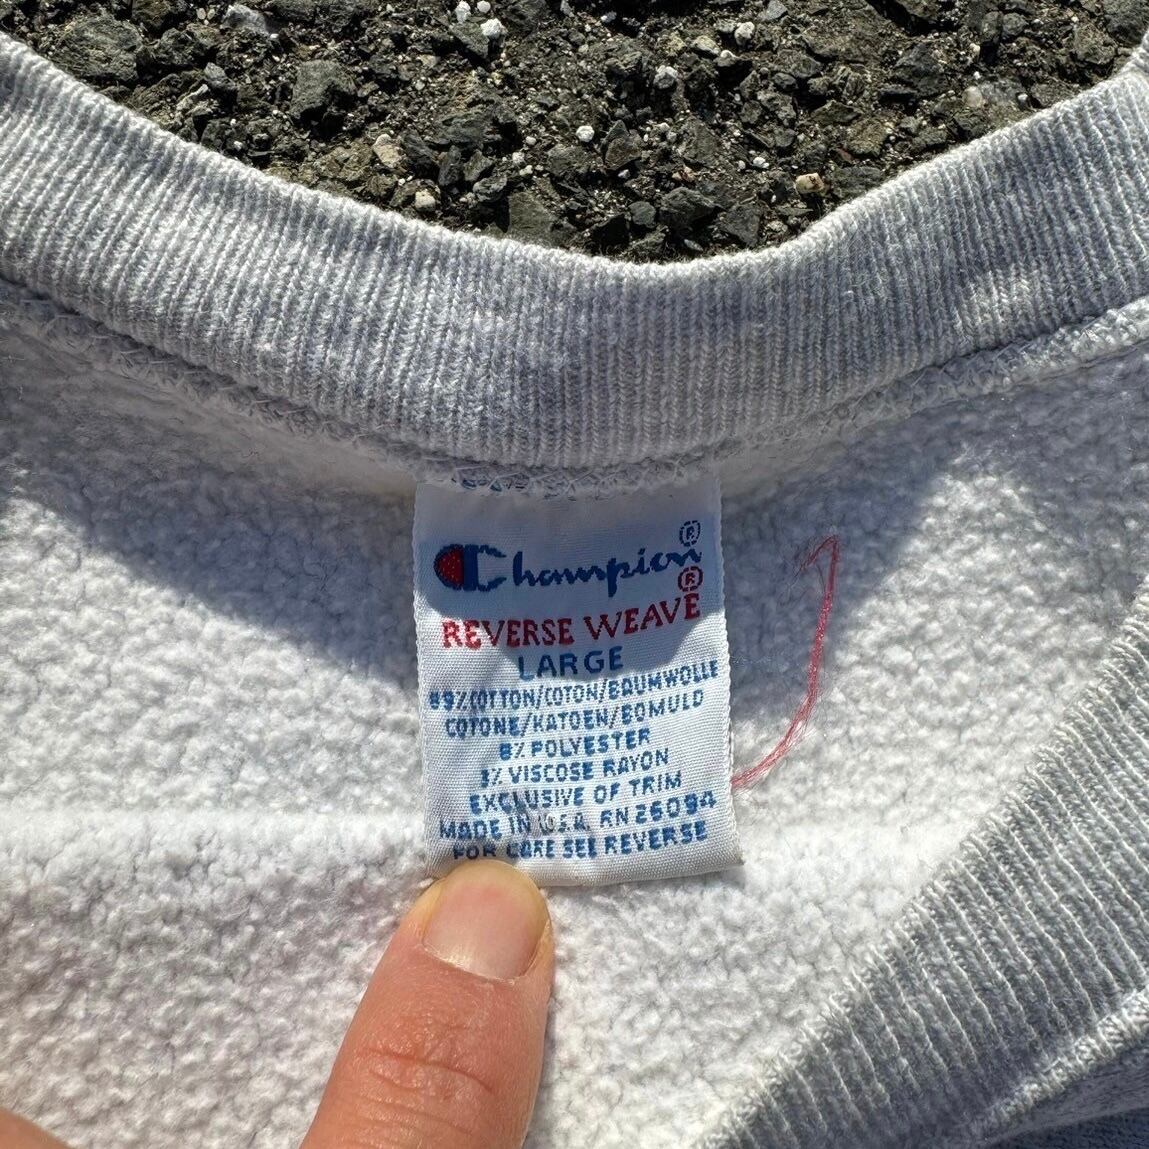 Champion®
REVERSE WEAVE®
LARGE
89% COTTON/COTON/BAUMWOLLE
COTONE/KATOEN/BOMULD
8% POLYESTER
3% VISCOSE RAYON
EXCLUSIVE OF TRIM
MADE IN U.S.A. RN 26094
FOR CARE SEE REVERSE